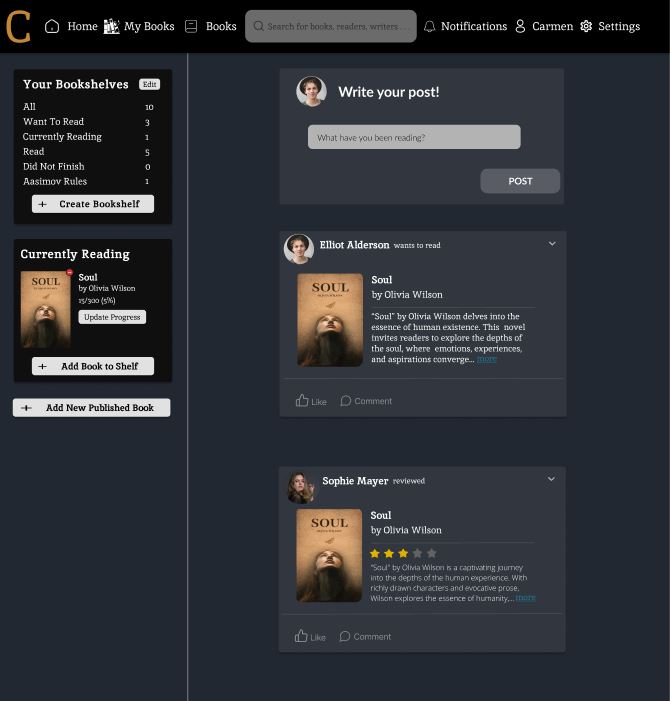 C
Home
My Books
Books
Search for books, readers, writers . . .
Notifications
Carmen
Settings
Your Bookshelves
Edit
All 10
Want To Read 3
Currently Reading 1
Read 5
Did Not Finish 0
Aasimov Rules 1
+ Create Bookshelf
Currently Reading
SOUL
Soul
by Olivia Wilson
15/300 (5%)
Update Progress
+ Add Book to Shelf
+ Add New Published Book
Write your post!
What have you been reading?
POST
Elliot Alderson wants to read
SOUL
OLIVIA WILSON
Soul
by Olivia Wilson
“Soul” by Olivia Wilson delves into the
essence of human existence. This novel
invites readers to explore the depths of
the soul, where emotions, experiences,
and aspirations converge... more
Like
Comment
Sophie Mayer reviewed
SOUL
OLIVIA WILSON
Soul
by Olivia Wilson
"Soul" by Olivia Wilson is a captivating journey
into the depths of the human experience. With
richly drawn characters and evocative prose,
Wilson explores the essence of humanity,... more
Like
Comment